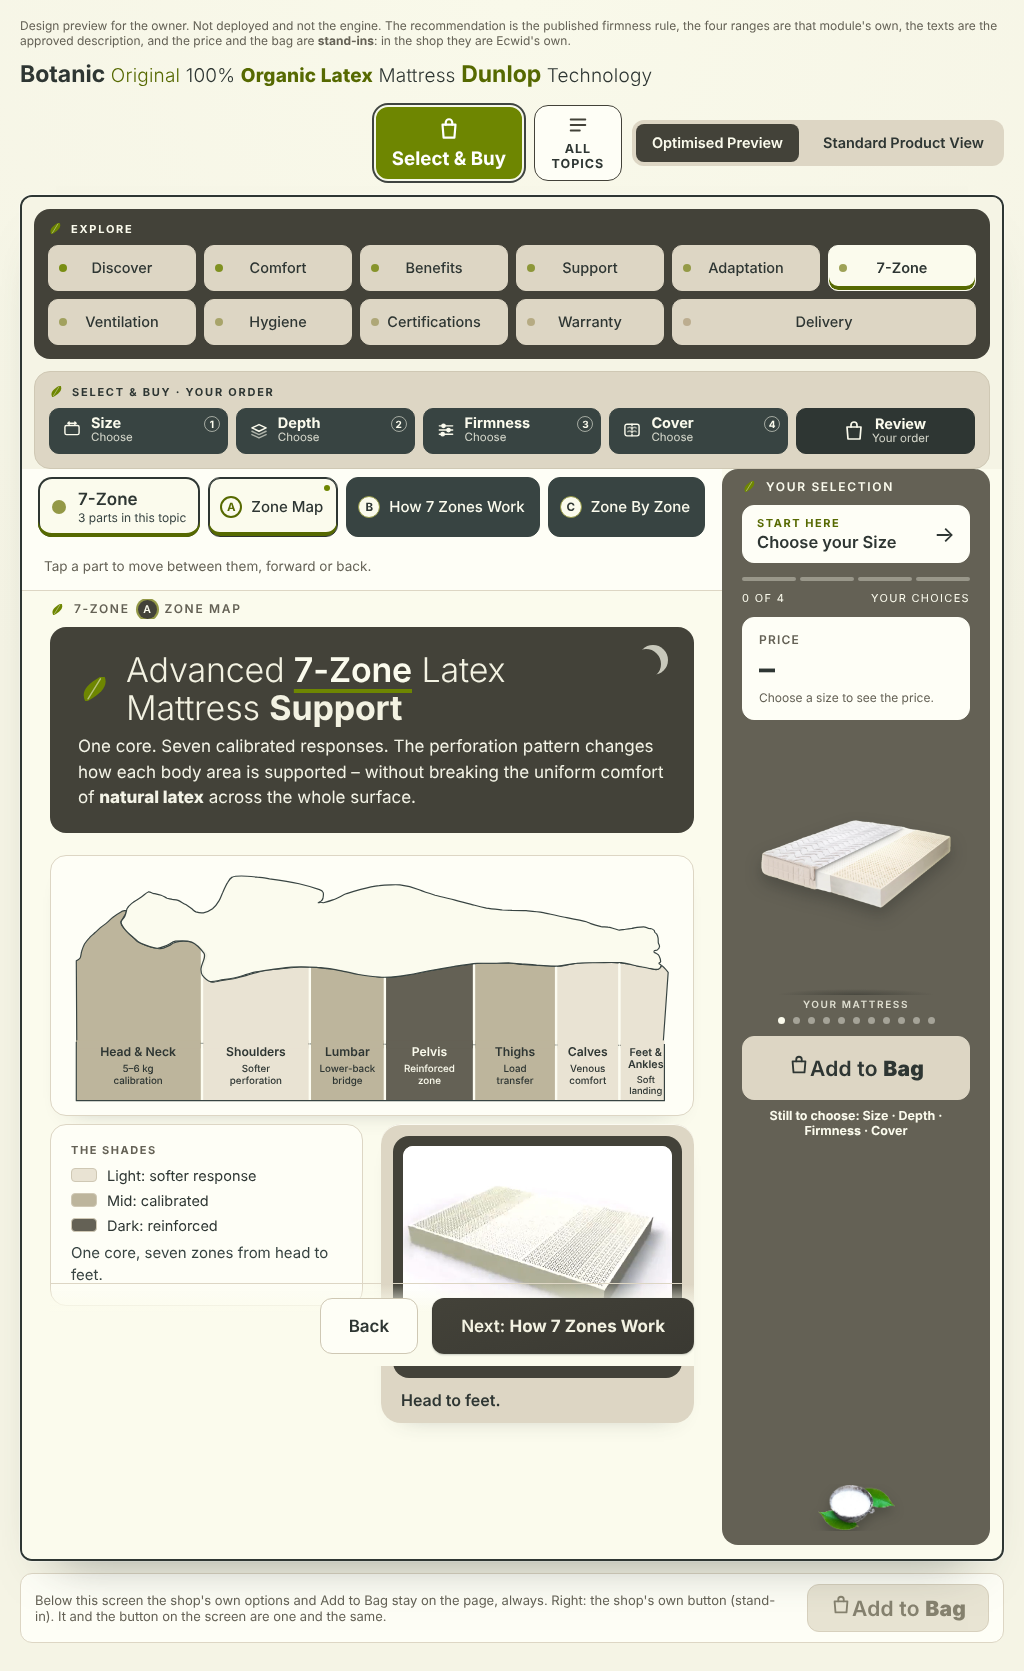 Design preview for the owner. Not deployed and not the engine. The recommendation is the published firmness rule, the four ranges are that module's own, the texts are the
approved description, and the price and the bag are stand-ins: in the shop they are Ecwid's own.
Botanic Original 100% Organic Latex Mattress Dunlop Technology
Select & Buy
ALL
TOPICS
Optimised Preview
Standard Product View
EXPLORE
Discover
Comfort
Benefits
Support
Adaptation
7-Zone
Ventilation
Hygiene
Certifications
Warranty
Delivery
SELECT & BUY · YOUR ORDER
Size
Choose
1
Depth
Choose
2
Firmness
Choose
3
Cover
Choose
4
Review
Your order
7-Zone
3 parts in this topic
A Zone Map
B How 7 Zones Work
C Zone By Zone
Tap a part to move between them, forward or back.
7-ZONE A ZONE MAP
Advanced 7-Zone Latex
Mattress Support
One core. Seven calibrated responses. The perforation pattern changes
how each body area is supported – without breaking the uniform comfort
of natural latex across the whole surface.
Head & Neck
5–6 kg
calibration
Shoulders
Softer
perforation
Lumbar
Lower-back
bridge
Pelvis
Reinforced
zone
Thighs
Load
transfer
Calves
Venous
comfort
Feet &
Ankles
Soft
landing
THE SHADES
Light: softer response
Mid: calibrated
Dark: reinforced
One core, seven zones from head to
feet.
Back
Next: How 7 Zones Work
Head to feet.
YOUR SELECTION
START HERE
Choose your Size
0 OF 4
YOUR CHOICES
PRICE
–
Choose a size to see the price.
YOUR MATTRESS
Add to Bag
Still to choose: Size · Depth ·
Firmness · Cover
Below this screen the shop's own options and Add to Bag stay on the page, always. Right: the shop's own button (stand-
in). It and the button on the screen are one and the same.
Add to Bag